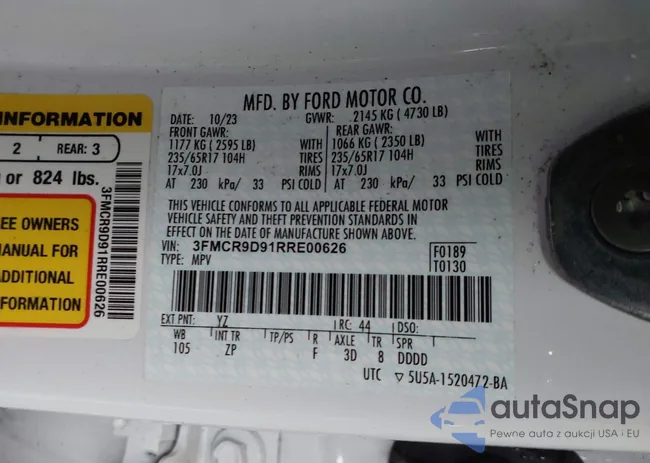 INFORMATION
2 REAR: 3
or 824 lbs.
EE OWNERS
MANUAL FOR
ADDITIONAL
INFORMATION
3FMCR9D91RRE00626
MFD. BY FORD MOTOR CO.
DATE: 10/23 GVWR: 2145 KG ( 4730 LB)
FRONT GAWR: REAR GAWR:
1177 KG ( 2595 LB) WITH 1066 KG ( 2350 LB) WITH
235/65R17 104H TIRES 235/65R17 104H TIRES
17x7.0J RIMS 17x7.0J RIMS
AT 230 kPa/ 33 PSI COLD AT 230 kPa/ 33 PSI COLD
THIS VEHICLE CONFORMS TO ALL APPLICABLE FEDERAL MOTOR
VEHICLE SAFETY AND THEFT PREVENTION STANDARDS IN
EFFECT ON THE DATE OF MANUFACTURE SHOWN ABOVE.
VIN: 3FMCR9D91RRE00626 F0189
TYPE: MPV T0130
EXT PNT: YZ RC: 44 DSO:
WB INT TR TP/PS R AXLE TR SPR
105 ZP F 3D 8 DDDD
UTC ▽5U5A-1520472-BA
autaSnap
Pewne auta z aukcji USA i EU